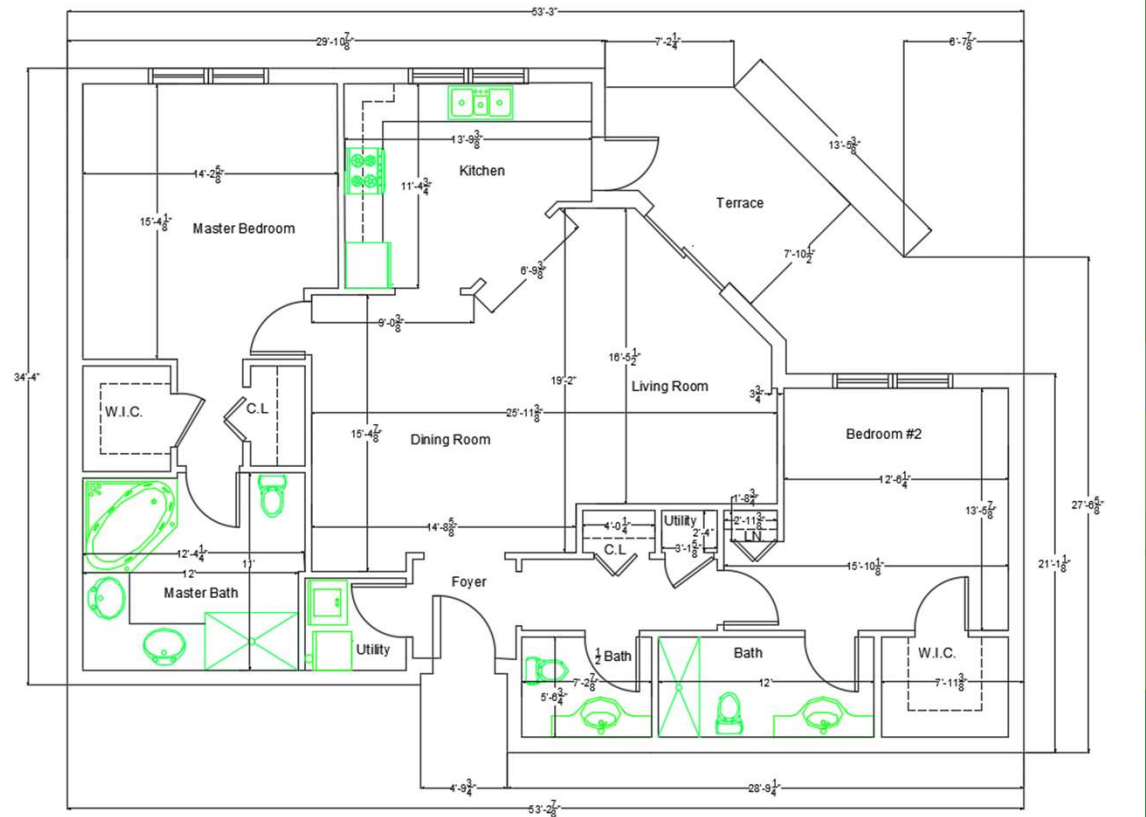 53'-3"
29'-10 7/8"
7'-2 1/4"
6'-7 7/8"
13'-9 3/8"
13'-5 3/8"
Kitchen
14'-2 5/8"
11'-4 3/4"
Terrace
15'-4 1/8"
Master Bedroom
7'-10 1/2"
6'-9 3/8"
9'-0 3/8"
16'-5 1/2"
34'-4"
19'-2"
Living Room
3/4"
W.I.C.
C.L
25'-11 3/8"
15'-4 7/8"
Dining Room
Bedroom #2
12'-6 1/4"
1'-8 3/4"
27'-6 5/8"
13'-5 7/8"
14'-8 5/8"
4'-0 1/4"
Utility
2'-4"
2'-11 3/8"
LN
C.L
3'-1 5/8"
12'-4 1/4"
11'
12'
15'-10 1/8"
21'-1 1/8"
Foyer
Master Bath
Utility
1/2 Bath
Bath
W.I.C.
7'-2 7/8"
12'
7'-11 3/8"
5'-6 3/4"
4'-9 3/4"
28'-9 1/4"
53'-2 7/8"